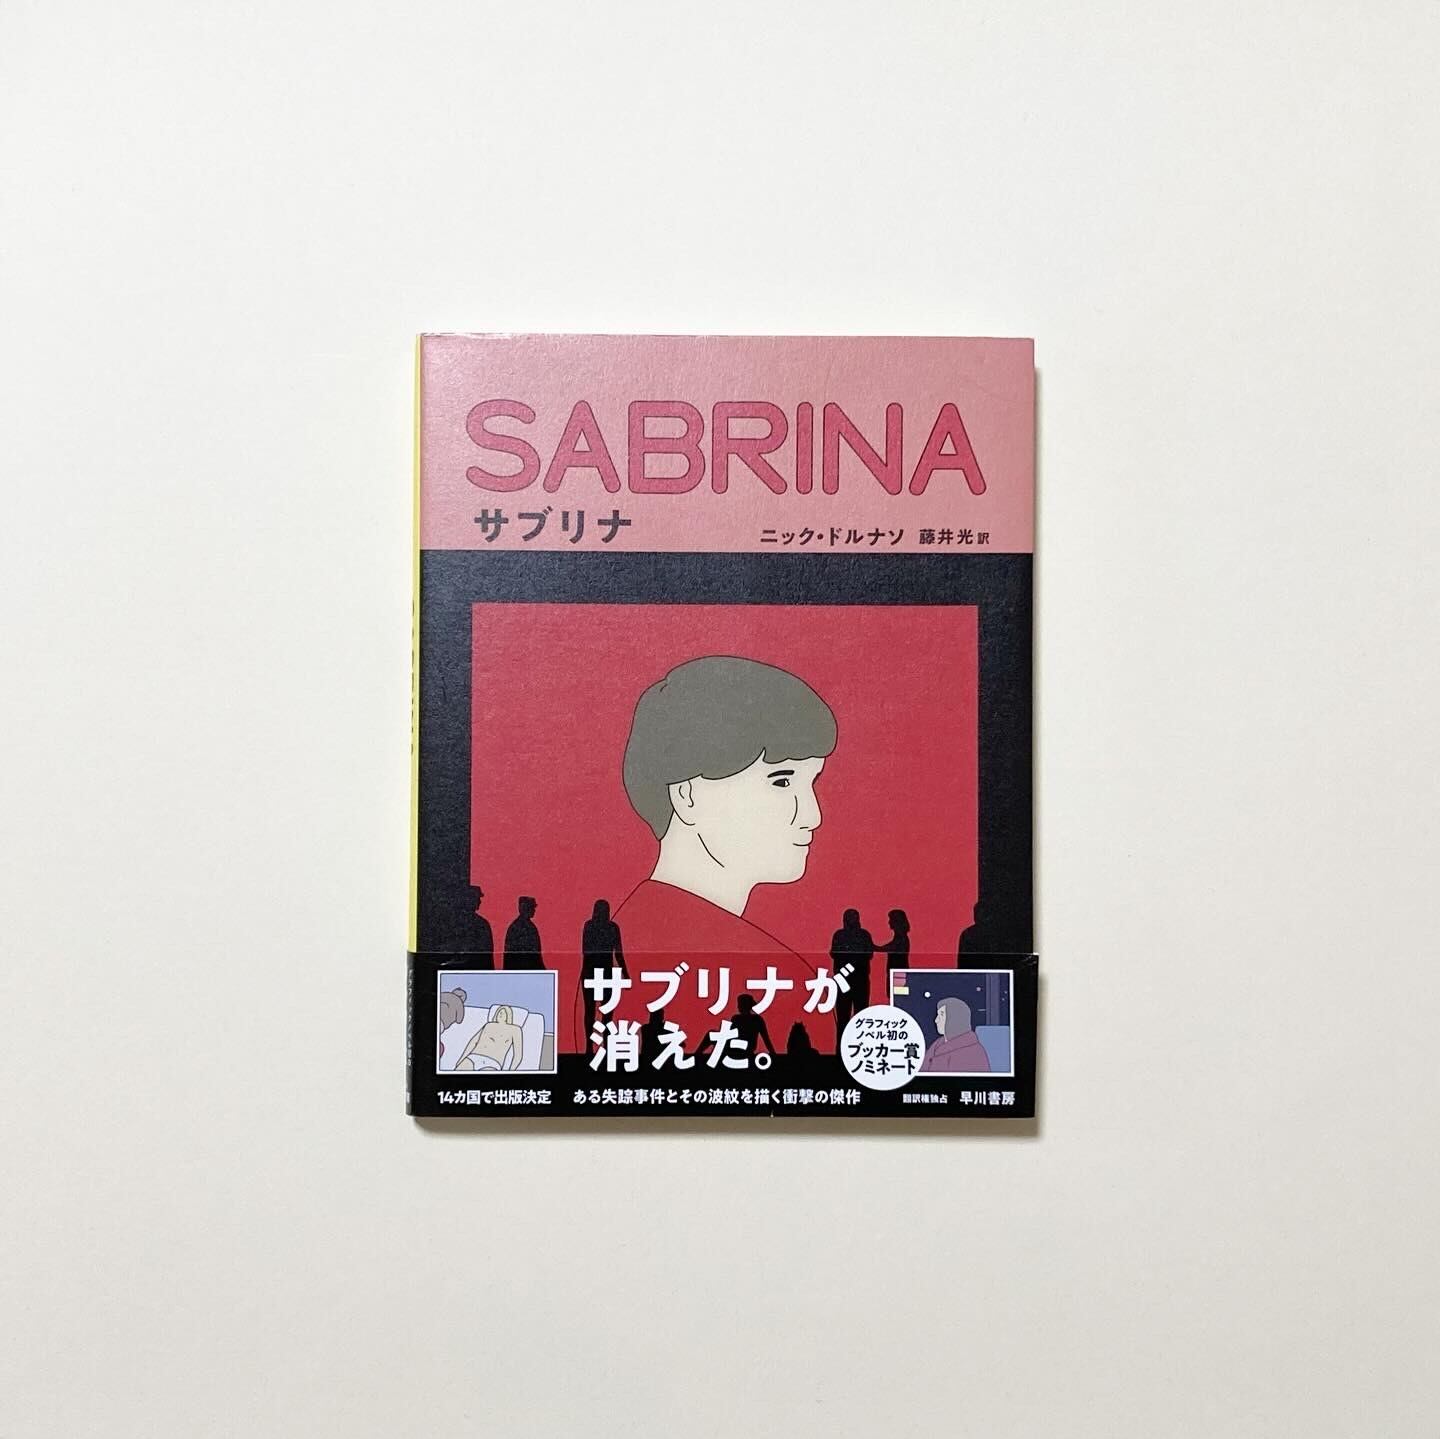 SABRINA
サブリナ
ニック・ドルナソ 藤井光 訳
サブリナが
消えた。
グラフィック
ノベル初の
ブッカー賞
ノミネート
14カ国で出版決定 ある失踪事件とその波紋を描く衝撃の傑作 翻訳権独占 早川書房